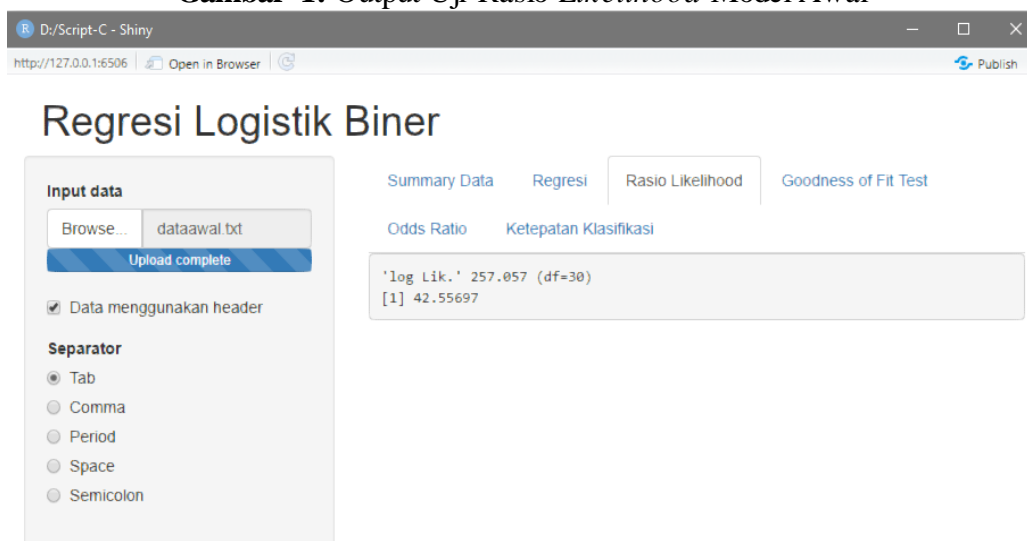 Gambar 1. Output Uji Rasio Likelihood Model Awal
R D:/Script-C - Shiny
http://127.0.0.1:6506 Open in Browser Publish
Regresi Logistik Biner
Input data
Browse... dataawal.txt
Upload complete
Data menggunakan header
Separator
Tab
Comma
Period
Space
Semicolon
Summary Data Regresi Rasio Likelihood Goodness of Fit Test
Odds Ratio Ketepatan Klasifikasi
'log Lik.' 257.057 (df=30)
[1] 42.55697